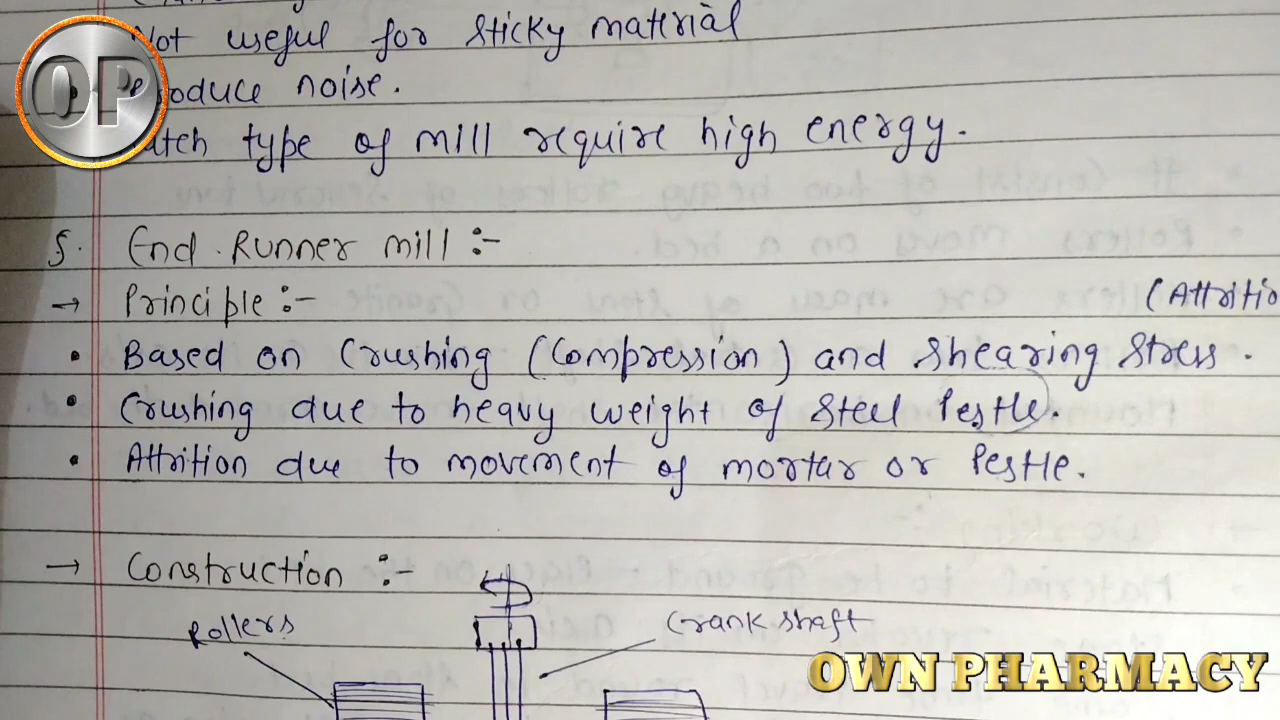 Not useful for sticky material
OP
Produce noise.
Batch type of mill require high energy.
5. End Runner mill :-
→ Principle :-
(Attritio
• Based on Crushing (Compression) and Shearing stress.
• Crushing due to heavy weight of Steel Pestle.
• Attrition due to movement of mortar or Pestle.
→ Construction :
Rollers
Crank shaft
OWN PHARMACY